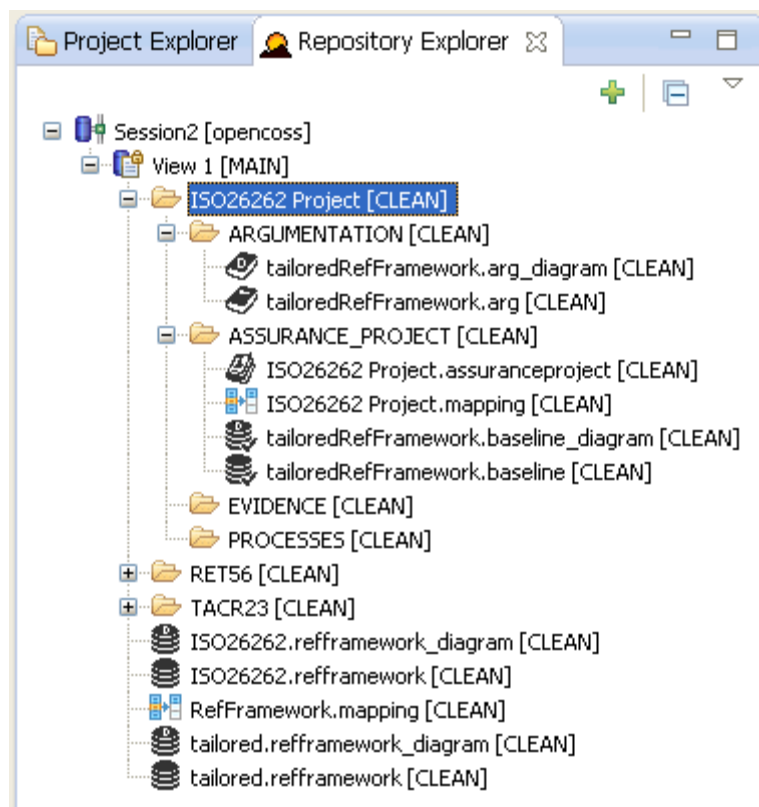 Project Explorer Repository Explorer
Session2 [opencoss]
View 1 [MAIN]
ISO26262 Project [CLEAN]
ARGUMENTATION [CLEAN]
tailoredRefFramework.arg_diagram [CLEAN]
tailoredRefFramework.arg [CLEAN]
ASSURANCE_PROJECT [CLEAN]
ISO26262 Project.assuranceproject [CLEAN]
ISO26262 Project.mapping [CLEAN]
tailoredRefFramework.baseline_diagram [CLEAN]
tailoredRefFramework.baseline [CLEAN]
EVIDENCE [CLEAN]
PROCESSES [CLEAN]
RET56 [CLEAN]
TACR23 [CLEAN]
ISO26262.refframework_diagram [CLEAN]
ISO26262.refframework [CLEAN]
RefFramework.mapping [CLEAN]
tailored.refframework_diagram [CLEAN]
tailored.refframework [CLEAN]